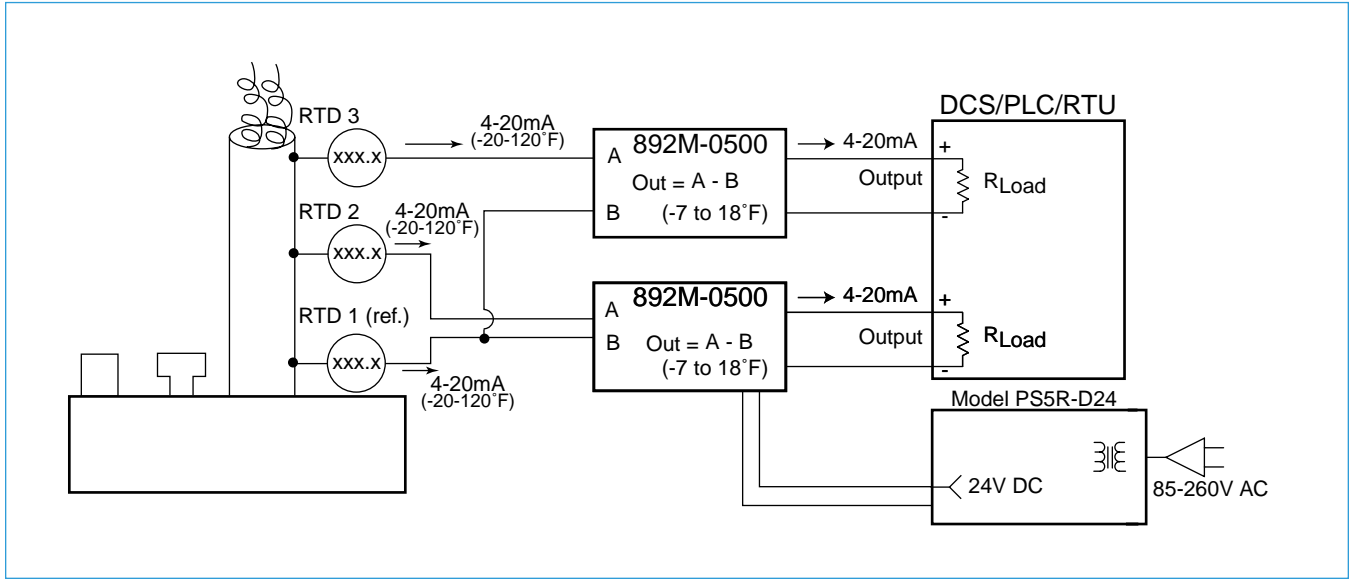 DCS/PLC/RTU
RTD 3
xxx.x
4-20mA
(-20-120˚F)
892M-0500
A
Out = A - B
B
(-7 to 18˚F)
4-20mA
Output
+
RLoad
-
RTD 2
xxx.x
4-20mA
(-20-120˚F)
RTD 1 (ref.)
xxx.x
4-20mA
(-20-120˚F)
892M-0500
A
B
Out = A - B
(-7 to 18˚F)
4-20mA
Output
+
RLoad
-
Model PS5R-D24
24V DC
85-260V AC